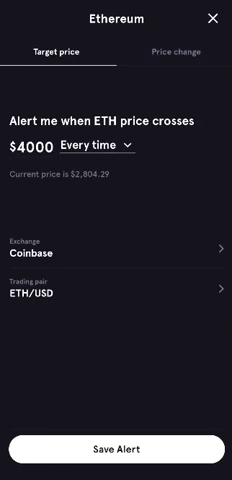 Ethereum
Target price Price change
Alert me when ETH price crosses
$4000 Every time
Current price is $2,804.29
Exchange
Coinbase
Trading pair
ETH/USD
Save Alert